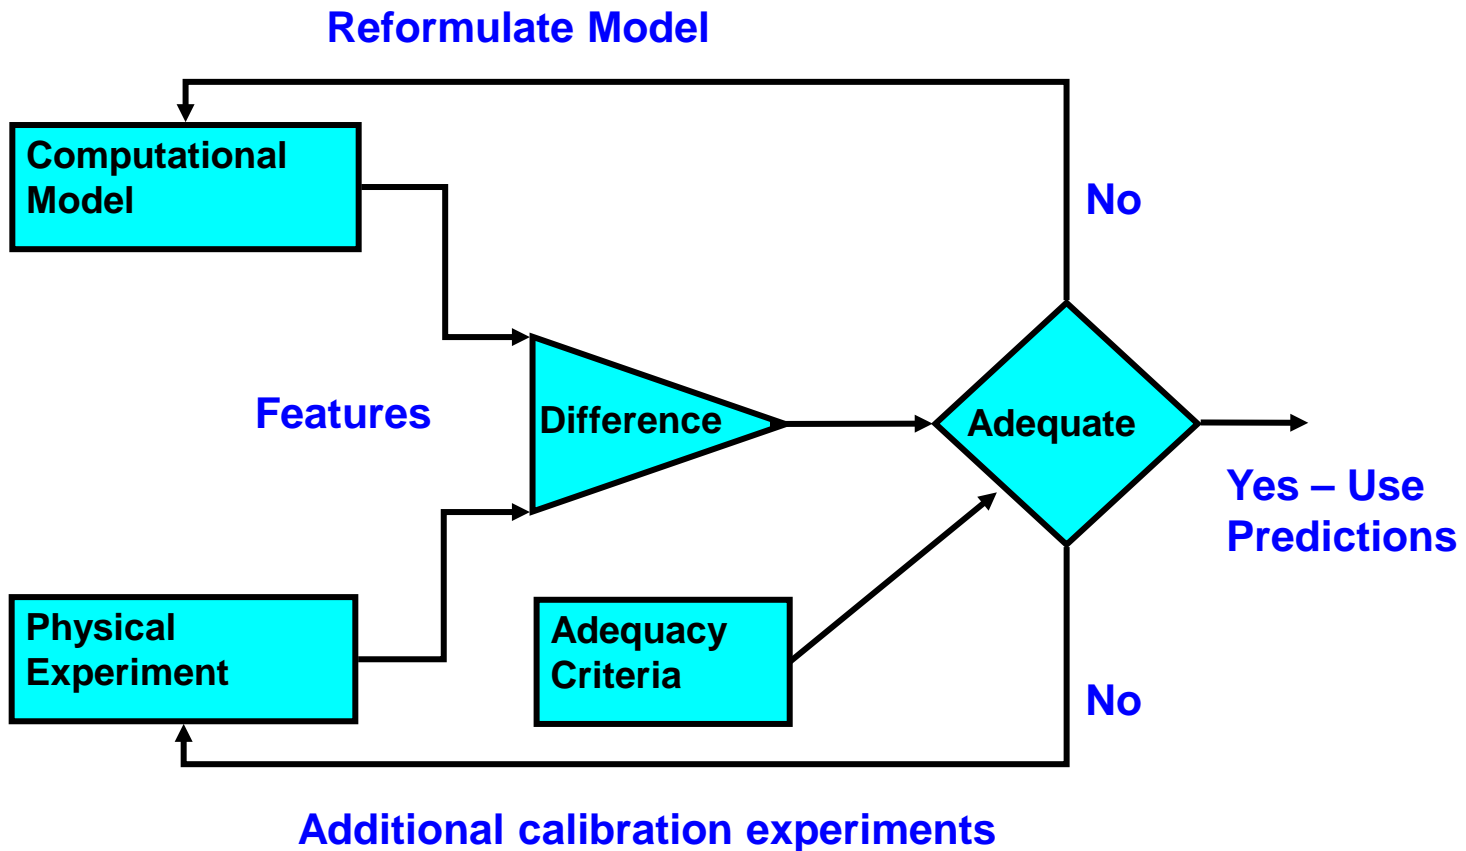 Reformulate Model
Computational
Model
No
Features
Difference
Adequate
Yes – Use
Predictions
Physical
Experiment
Adequacy
Criteria
No
Additional calibration experiments